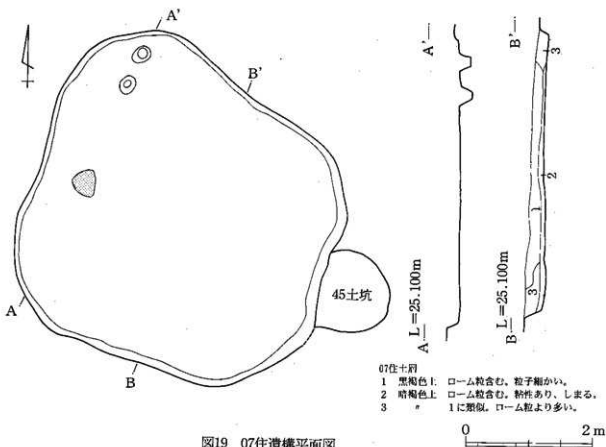 A'
B'
A
B
45土坑
A'
B'
3
2
1
3
L=25.100m
A
L=25.100m
B
07住土層
1 黒褐色土 ローム粒含む。粒子細かい。
2 暗褐色土 ローム粒含む。粘性あり、しまる。
3 〃 1に類似。ローム粒より多い。
0 2m
図19 07住遺構平面図